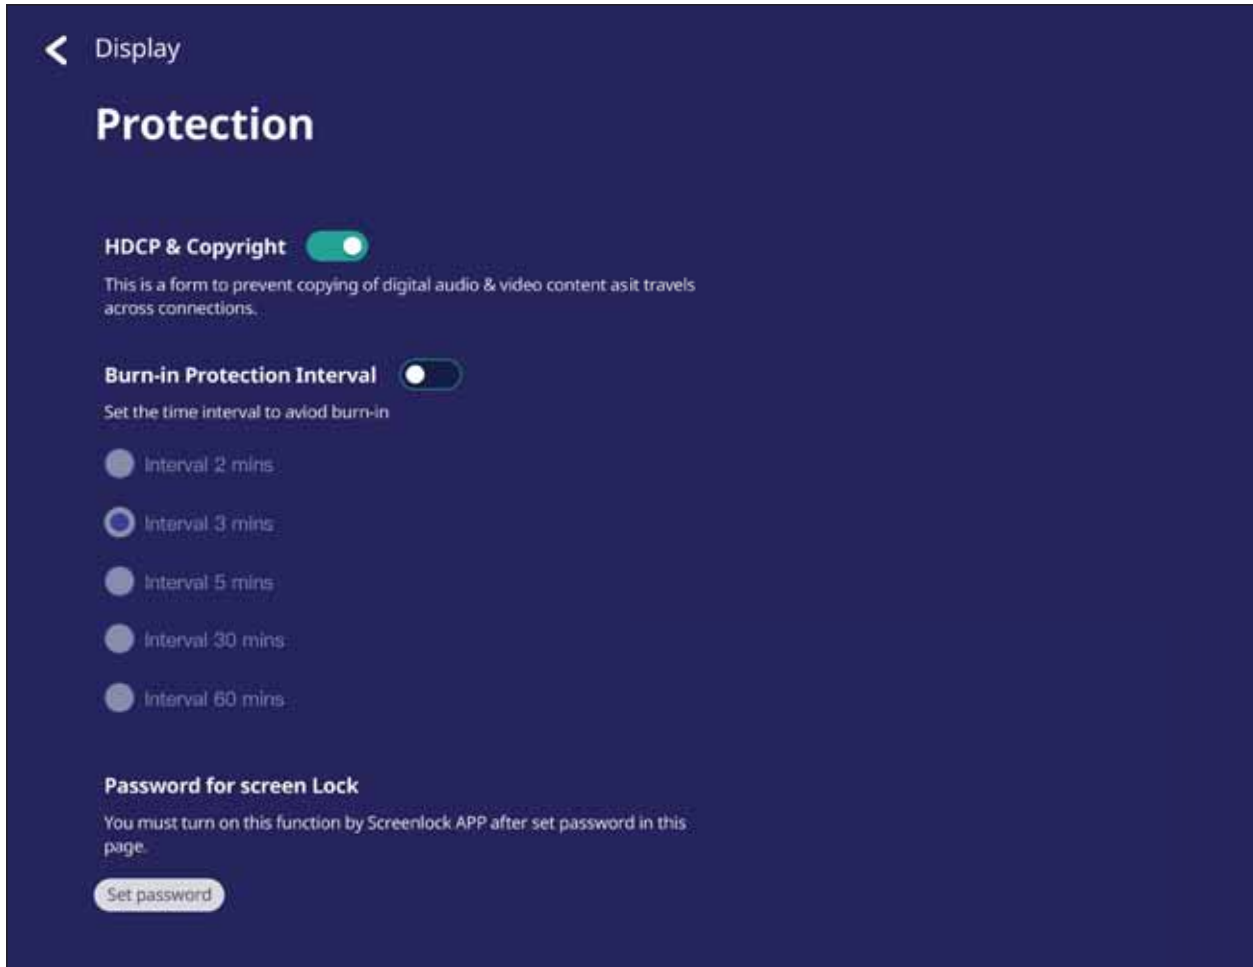 Display
Protection
HDCP & Copyright
This is a form to prevent copying of digital audio & video content asit travels
across connections.
Burn-in Protection Interval
Set the time interval to aviod burn-in
Interval 2 mins
Interval 3 mins
Interval 5 mins
Interval 30 mins
Interval 60 mins
Password for screen Lock
You must turn on this function by Screenlock APP after set password in this
page.
Set password